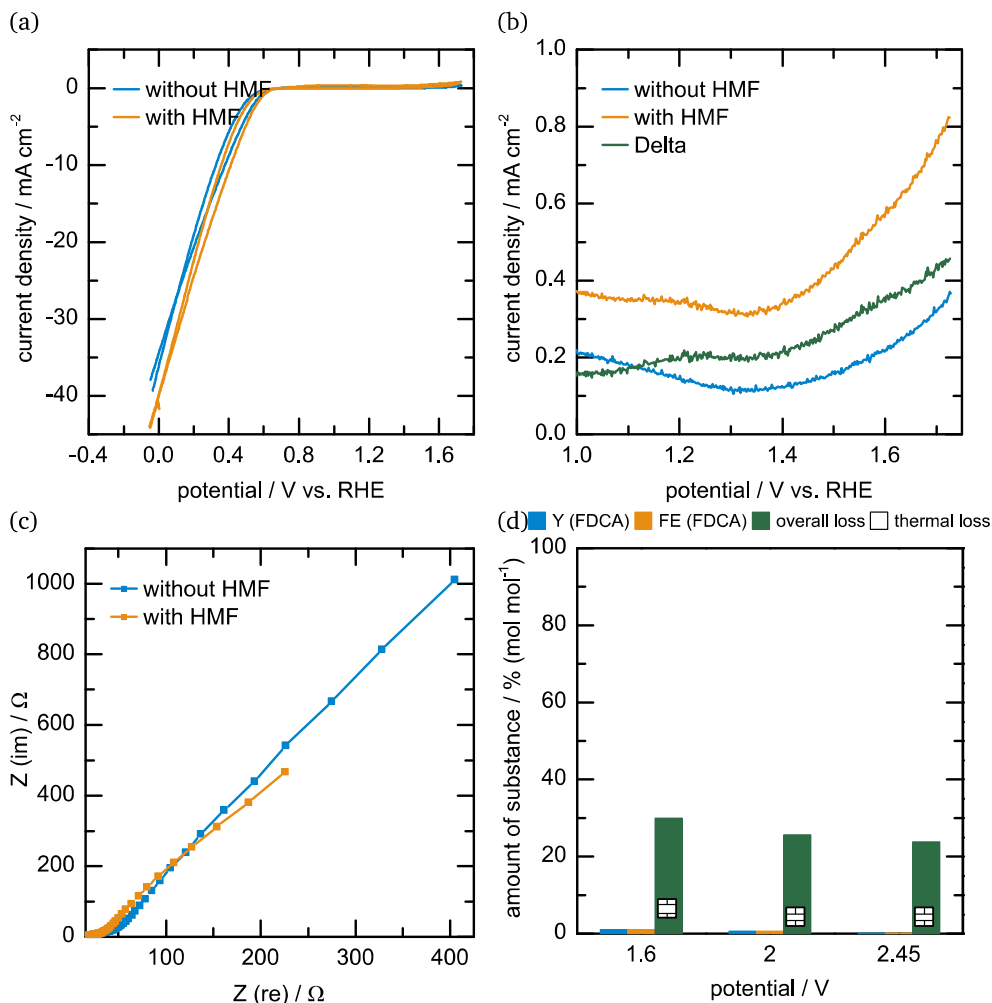 (a)
without HMF
with HMF
0
-10
-20
-30
-40
-0.4 0.0 0.4 0.8 1.2 1.6
current density / mA cm⁻²
potential / V vs. RHE
(b)
without HMF
with HMF
Delta
1.0
0.8
0.6
0.4
0.2
0.0
1.0 1.2 1.4 1.6
current density / mA cm⁻²
potential / V vs. RHE
(c)
without HMF
with HMF
1000
800
600
400
200
0
100 200 300 400
Z (im) / Ω
Z (re) / Ω
(d)
Y (FDCA) FE (FDCA) overall loss thermal loss
100
80
60
40
20
0
1.6 2 2.45
amount of substance / % (mol mol⁻¹)
potential / V